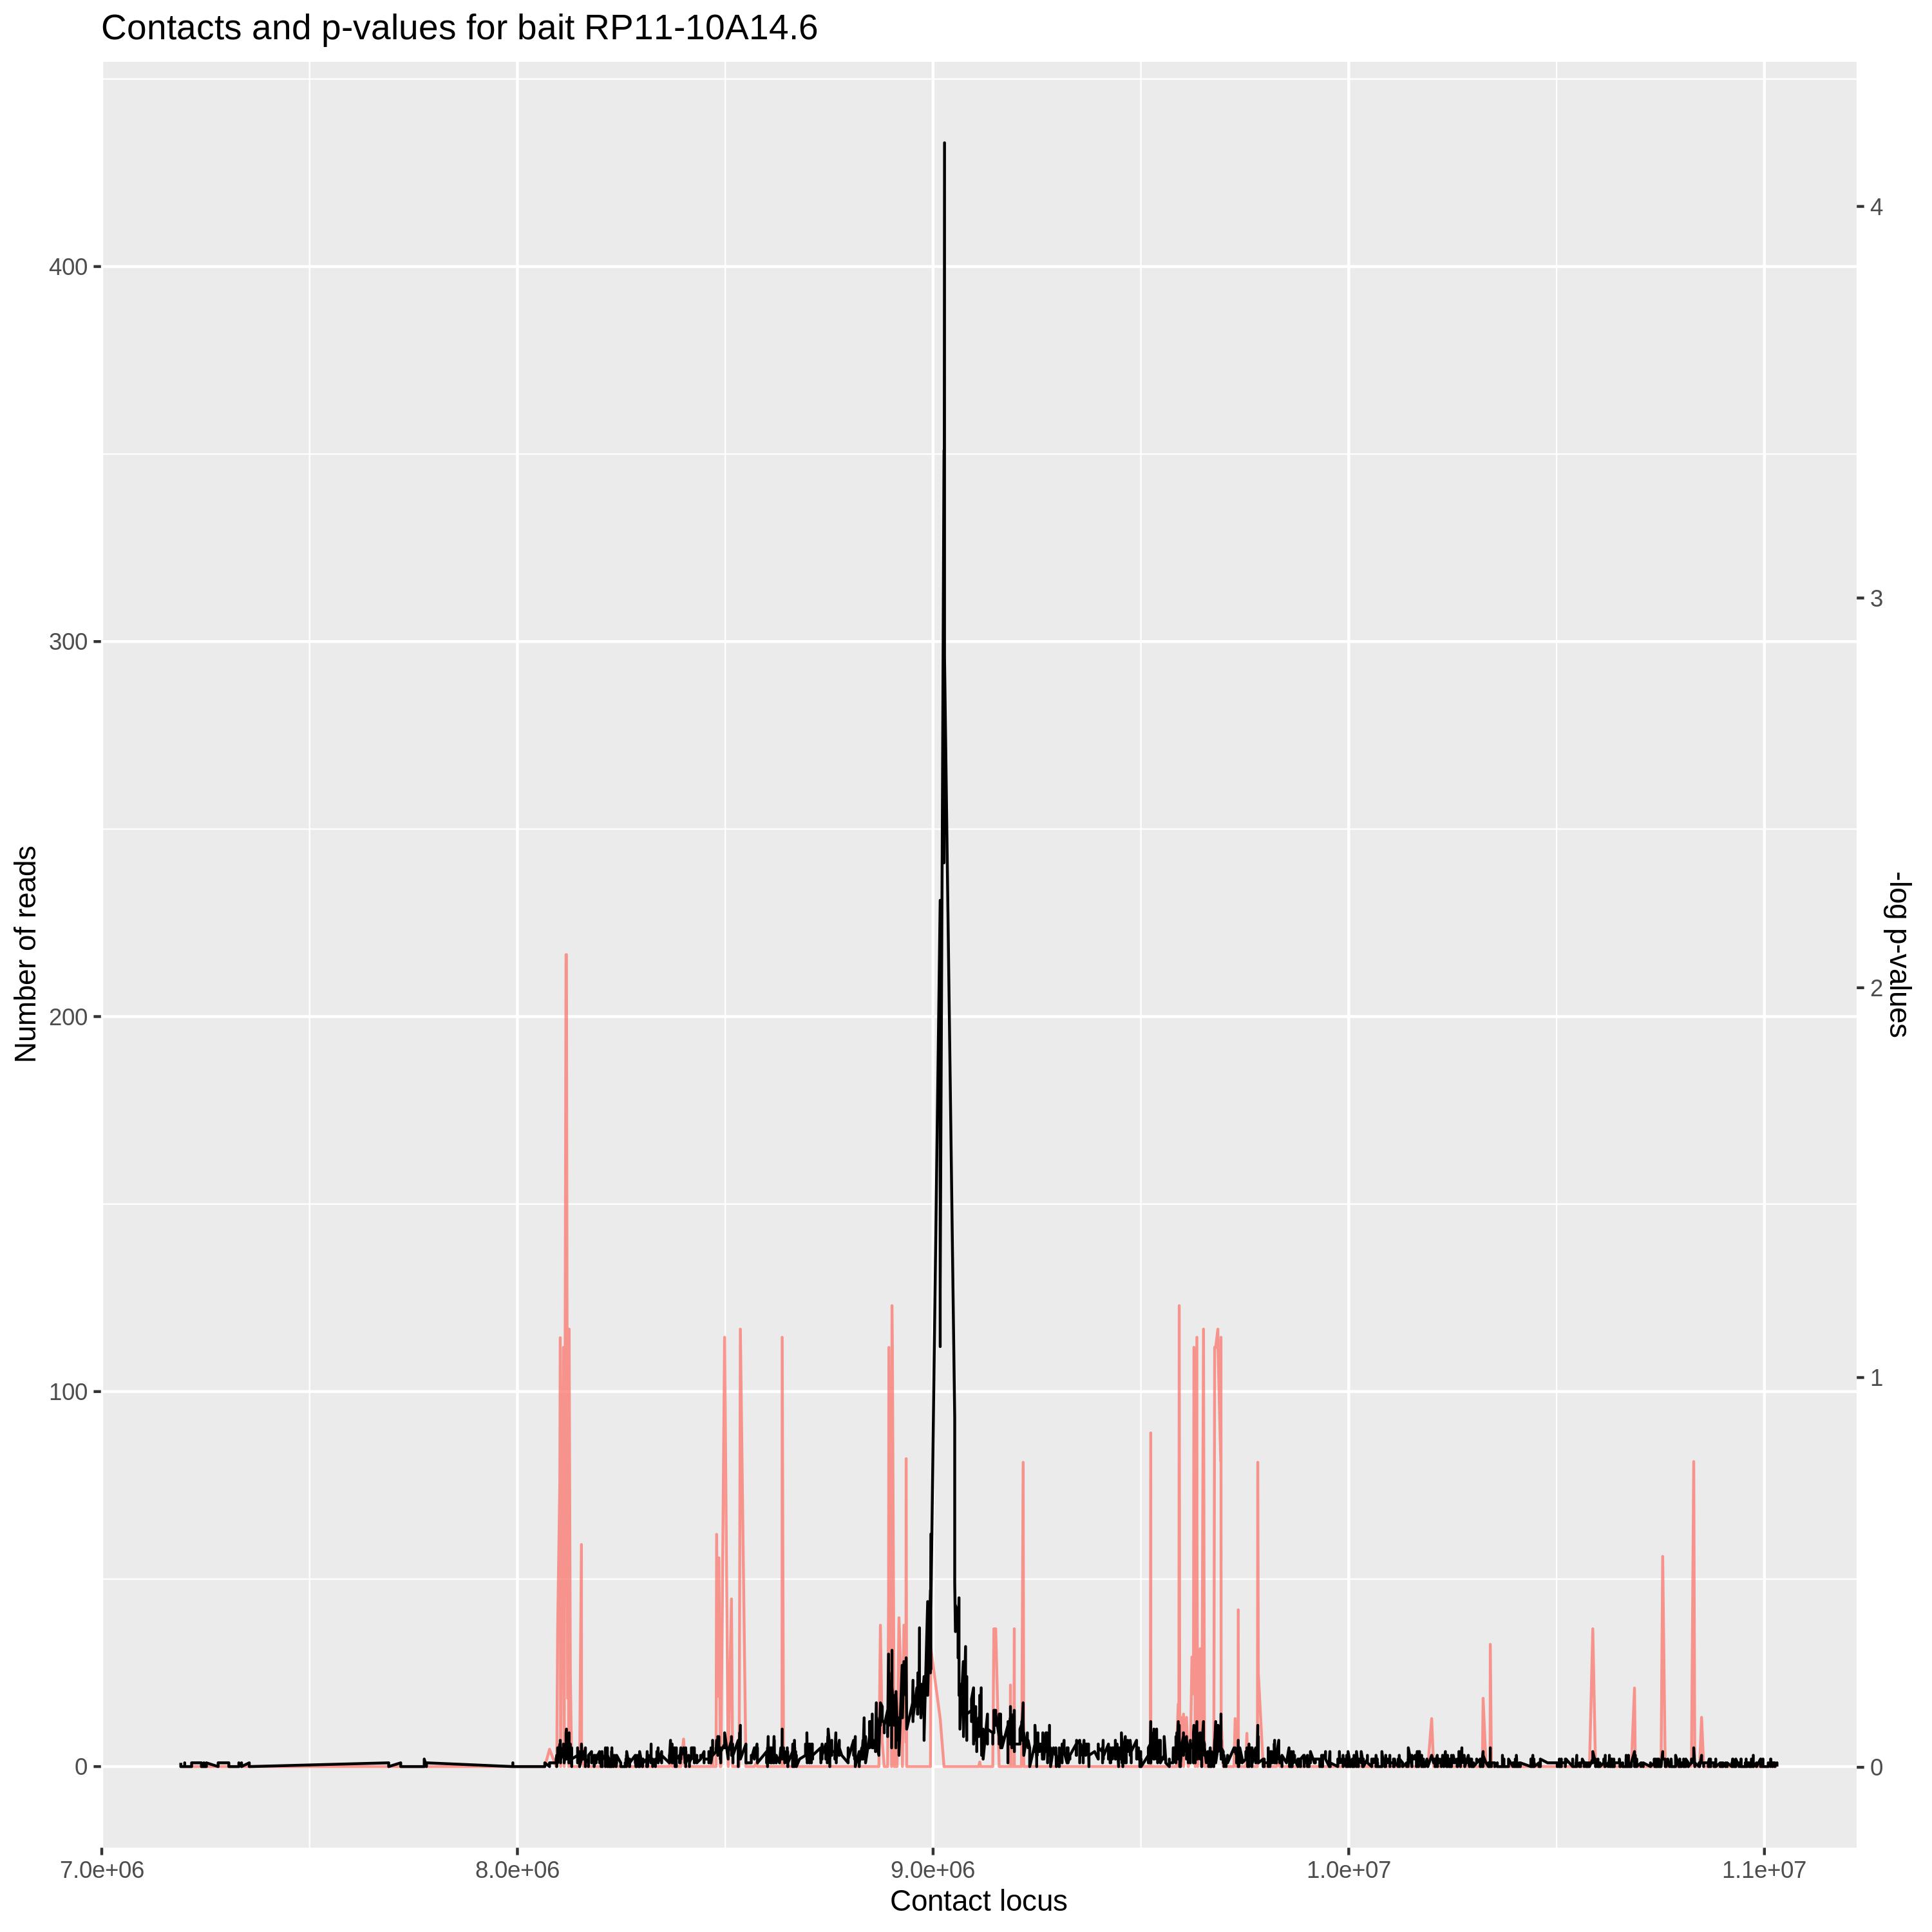 Contacts and p-values for bait RP11-10A14.6
400
300
200
100
0
Number of reads
4
3
2
1
0
-log p-values
7.0e+06
8.0e+06
9.0e+06
1.0e+07
1.1e+07
Contact locus